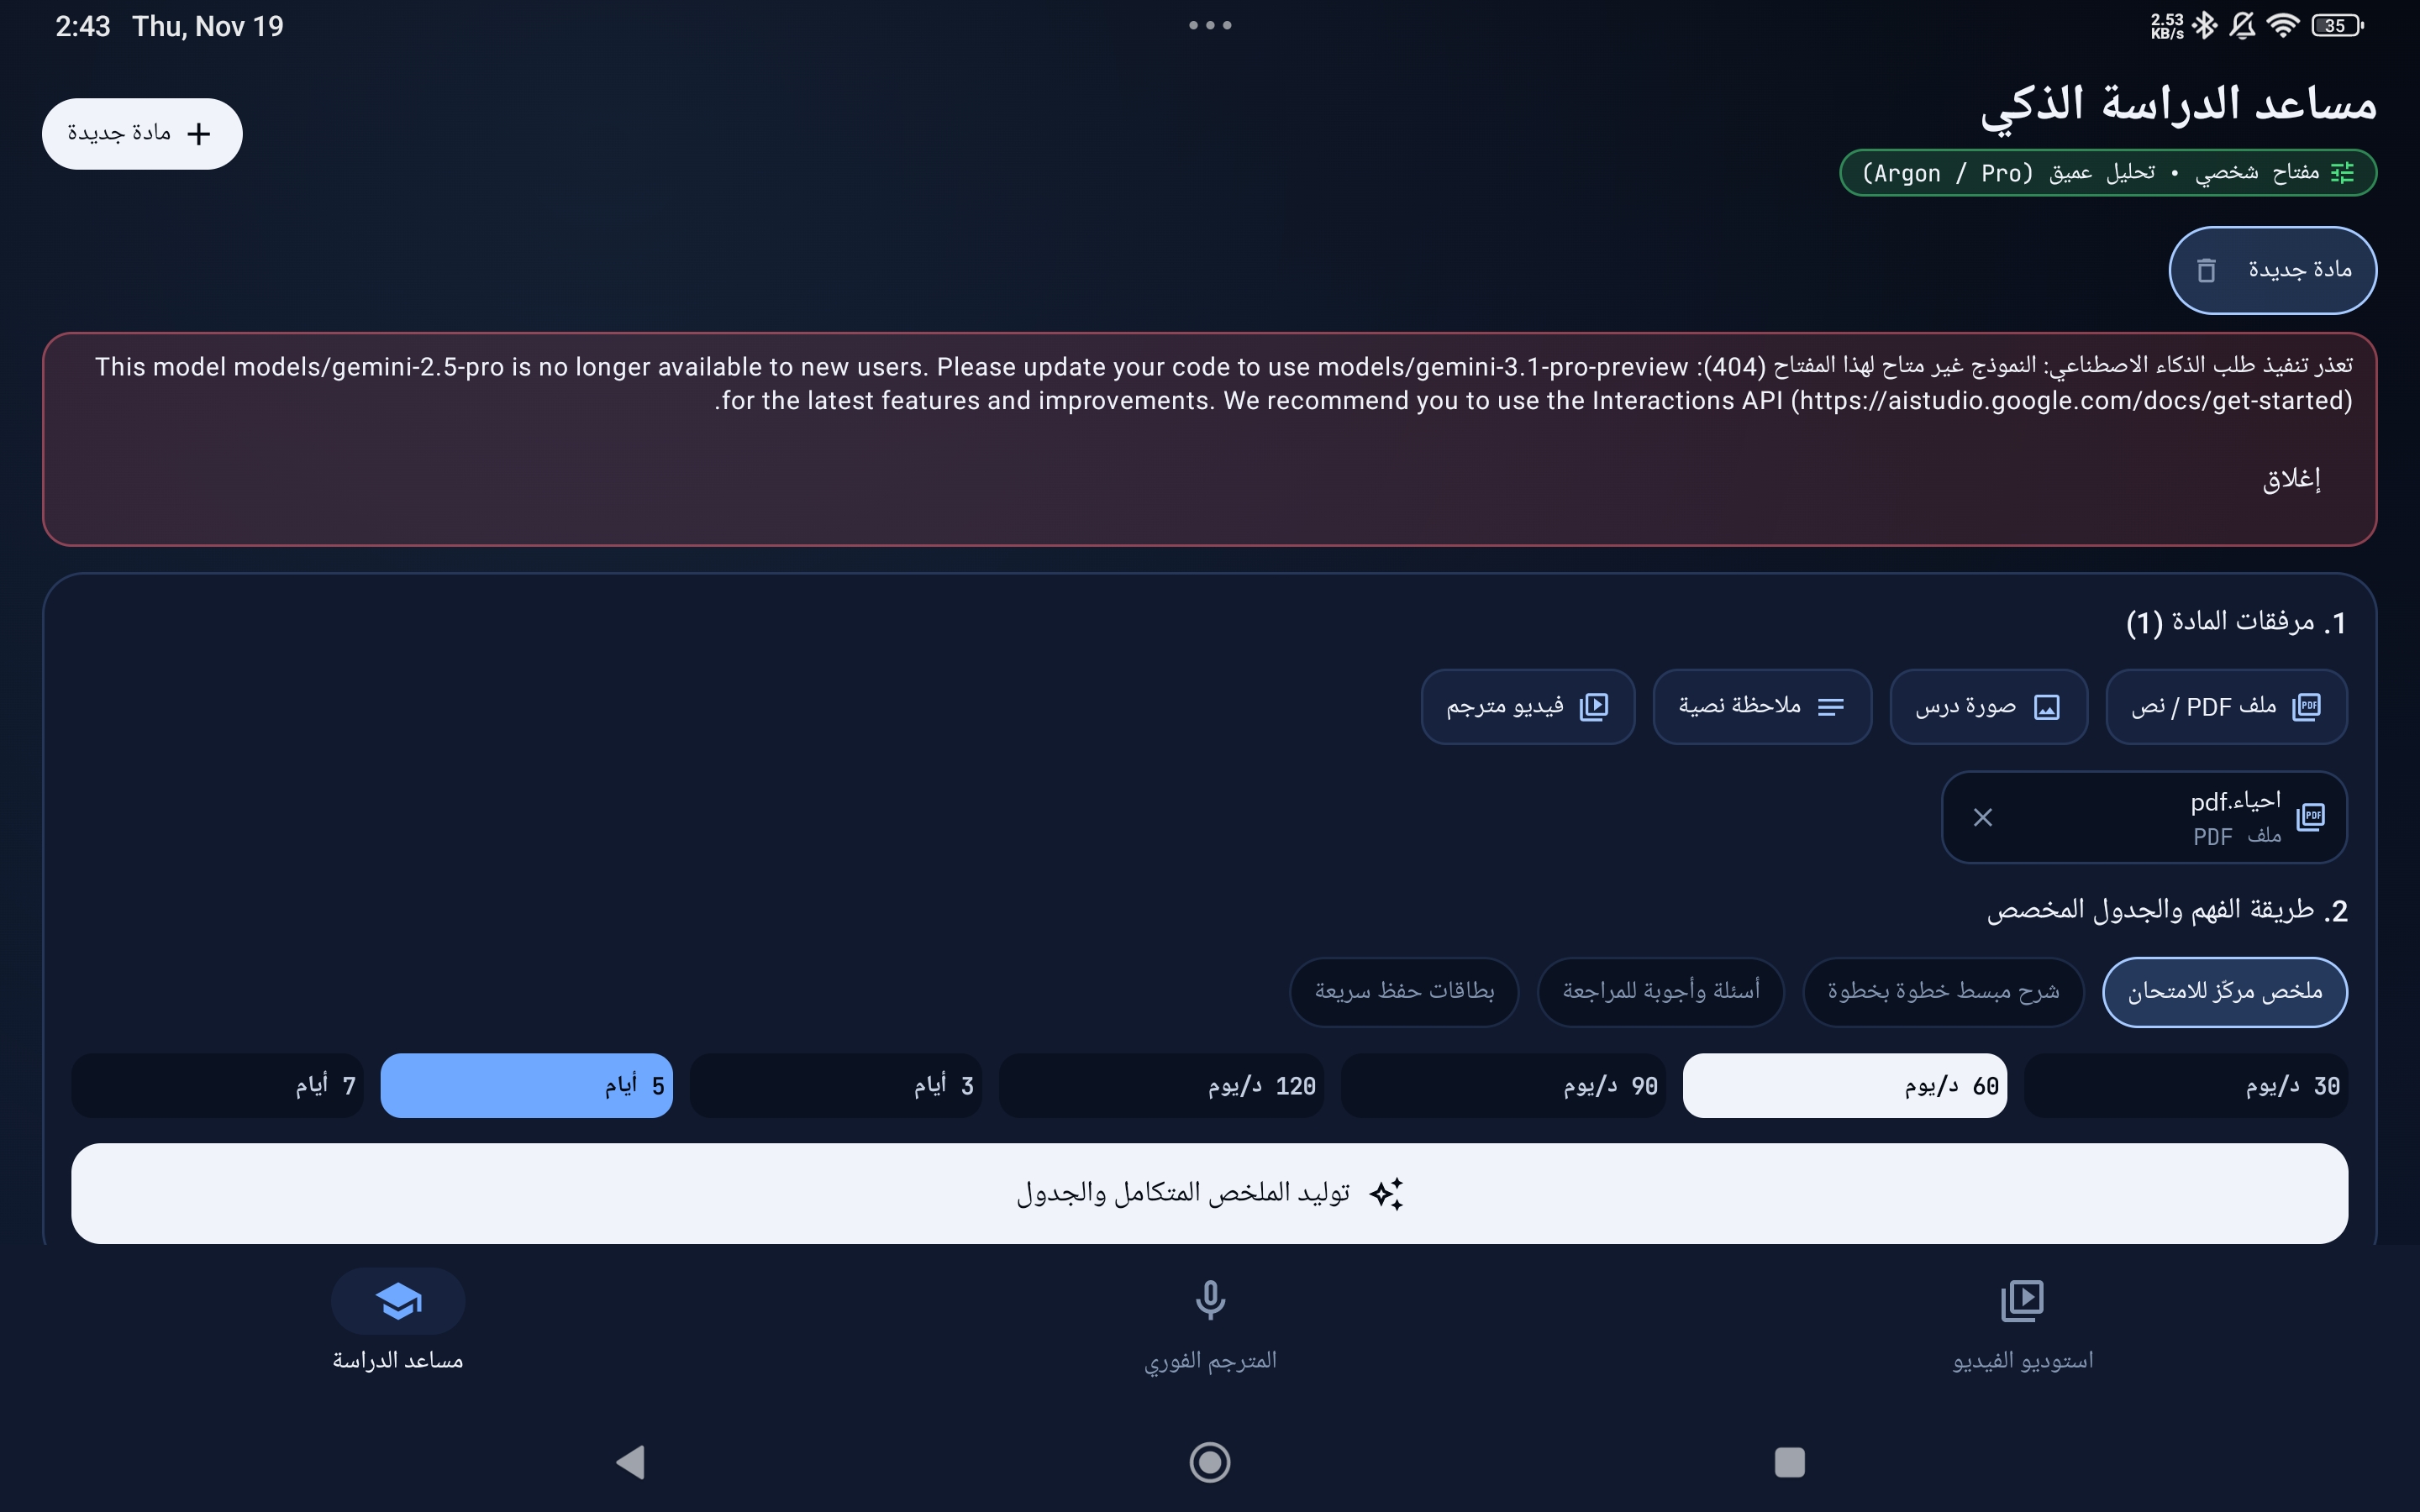 2:43 Thu, Nov 19
2.53 KB/s
35
مساعد الدراسة الذكي
مادة جديدة
مفتاح شخصي • تحليل عميق (Argon / Pro)
مادة جديدة
تعذر تنفيذ طلب الذكاء الاصطناعي: النموذج غير متاح لهذا المفتاح (404): This model models/gemini-2.5-pro is no longer available to new users. Please update your code to use models/gemini-3.1-pro-preview
for the latest features and improvements. We recommend you to use the Interactions API (https://aistudio.google.com/docs/get-started).
إغلاق
1. مرفقات المادة (1)
ملف PDF / نص
صورة درس
ملاحظة نصية
فيديو مترجم
احياء.pdf
ملف PDF
2. طريقة الفهم والجدول المخصص
ملخص مركّز للامتحان
شرح مبسط خطوة بخطوة
أسئلة وأجوبة للمراجعة
بطاقات حفظ سريعة
30 د/يوم
60 د/يوم
90 د/يوم
120 د/يوم
3 أيام
5 أيام
7 أيام
توليد الملخص المتكامل والجدول
استوديو الفيديو
المترجم الفوري
مساعد الدراسة